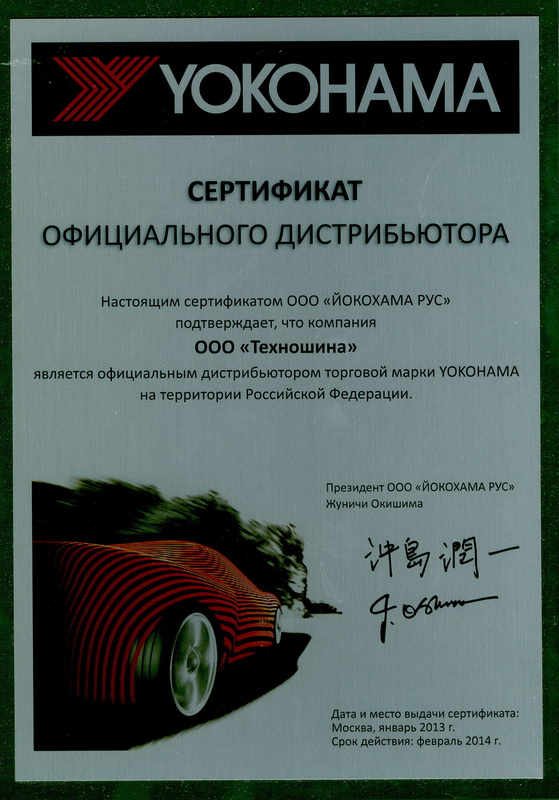 YOKOHAMA
СЕРТИФИКАТ
ОФИЦИАЛЬНОГО ДИСТРИБЬЮТОРА
Настоящим сертификатом ООО «ЙОКОХАМА РУС»
подтверждает, что компания
ООО «Техношина»
является официальным дистрибьютором торговой марки YOKOHAMA
на территории Российской Федерации.
Президент ООО «ЙОКОХАМА РУС»
Жуничи Окишима
沖島 潤一
Дата и место выдачи сертификата:
Москва, январь 2013 г.
Срок действия: февраль 2014 г.